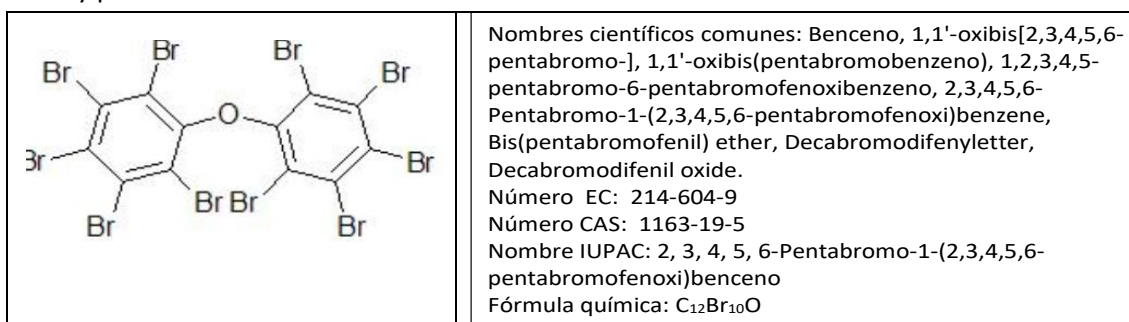 Br
Br
Br
Br
O
Br
Br
Br
Br
Br
Br
Nombres científicos comunes: Benceno, 1,1'-oxibis[2,3,4,5,6-
pentabromo-], 1,1'-oxibis(pentabromobenzeno), 1,2,3,4,5-
pentabromo-6-pentabromofenoxibenzeno, 2,3,4,5,6-
Pentabromo-1-(2,3,4,5,6-pentabromofenoxi)benzene,
Bis(pentabromofenil) ether, Decabromodifenyletter,
Decabromodifenil oxide.
Número EC: 214-604-9
Número CAS: 1163-19-5
Nombre IUPAC: 2, 3, 4, 5, 6-Pentabromo-1-(2,3,4,5,6-
pentabromofenoxi)benceno
Fórmula química: C₁₂Br₁₀O